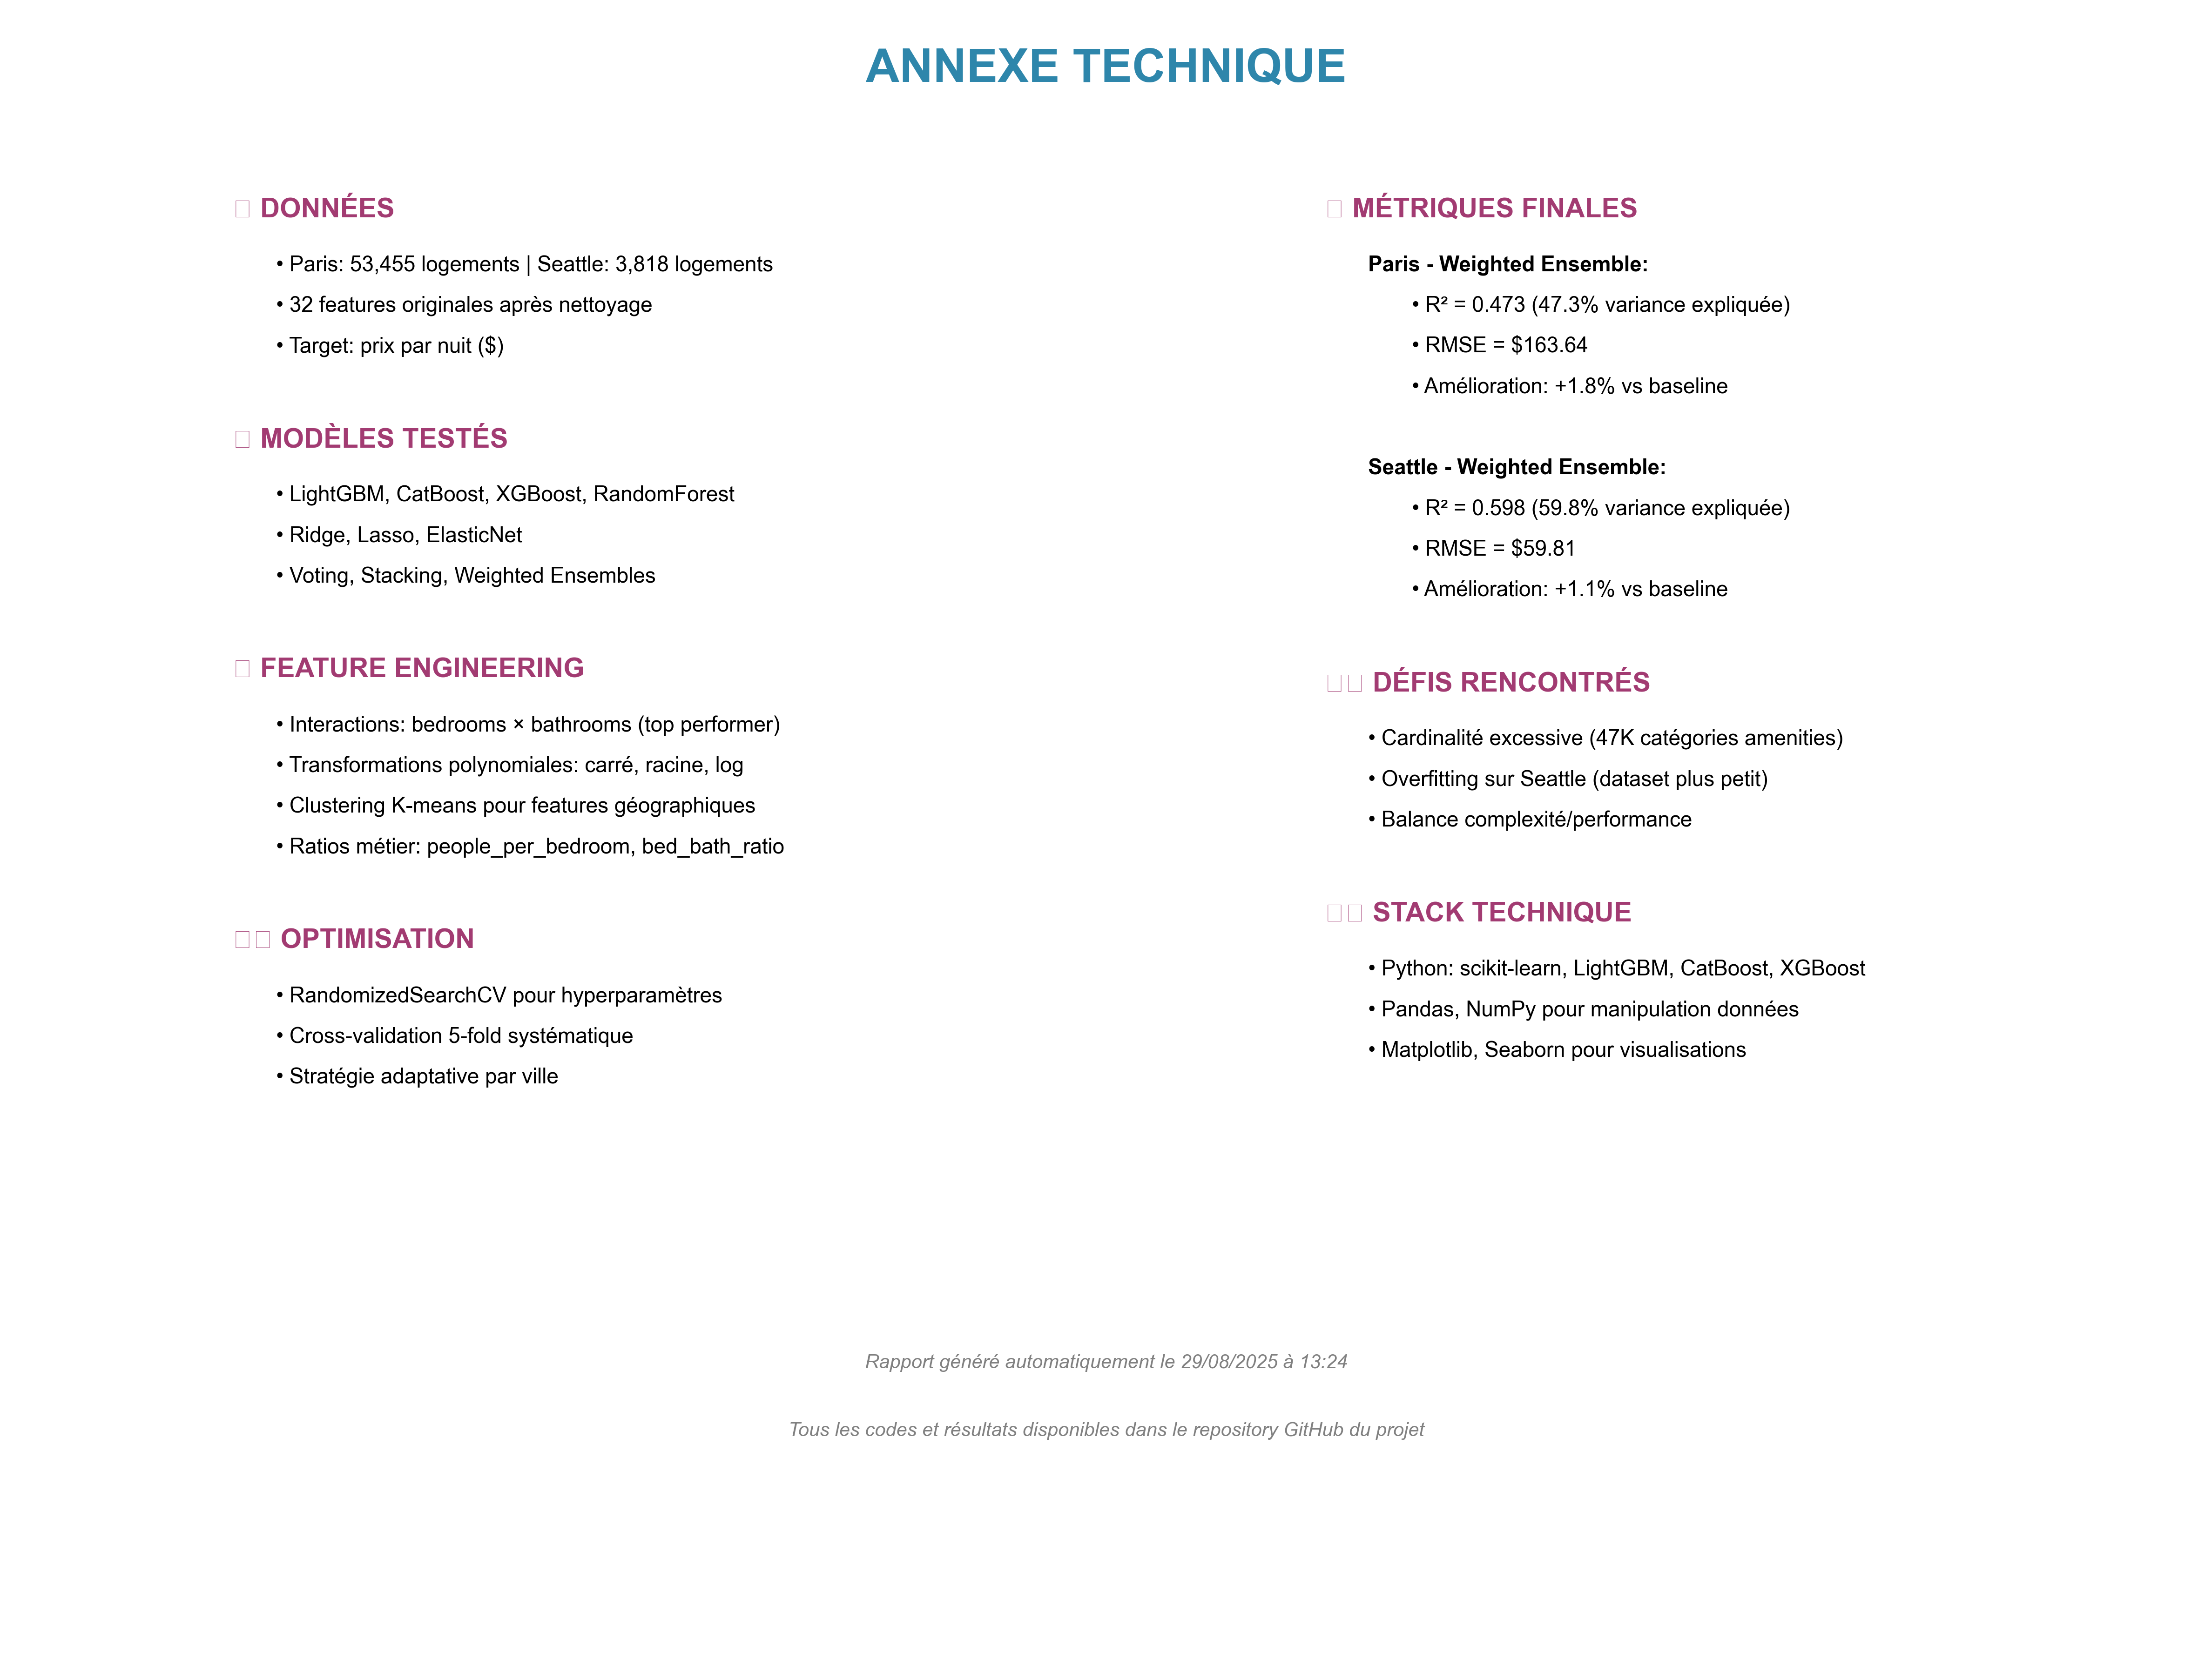 ANNEXE TECHNIQUE
DONNÉES
• Paris: 53,455 logements | Seattle: 3,818 logements
• 32 features originales après nettoyage
• Target: prix par nuit ($)
MODÈLES TESTÉS
• LightGBM, CatBoost, XGBoost, RandomForest
• Ridge, Lasso, ElasticNet
• Voting, Stacking, Weighted Ensembles
FEATURE ENGINEERING
• Interactions: bedrooms × bathrooms (top performer)
• Transformations polynomiales: carré, racine, log
• Clustering K-means pour features géographiques
• Ratios métier: people_per_bedroom, bed_bath_ratio
OPTIMISATION
• RandomizedSearchCV pour hyperparamètres
• Cross-validation 5-fold systématique
• Stratégie adaptative par ville
MÉTRIQUES FINALES
Paris - Weighted Ensemble:
• R² = 0.473 (47.3% variance expliquée)
• RMSE = $163.64
• Amélioration: +1.8% vs baseline
Seattle - Weighted Ensemble:
• R² = 0.598 (59.8% variance expliquée)
• RMSE = $59.81
• Amélioration: +1.1% vs baseline
DÉFIS RENCONTRÉS
• Cardinalité excessive (47K catégories amenities)
• Overfitting sur Seattle (dataset plus petit)
• Balance complexité/performance
STACK TECHNIQUE
• Python: scikit-learn, LightGBM, CatBoost, XGBoost
• Pandas, NumPy pour manipulation données
• Matplotlib, Seaborn pour visualisations
Rapport généré automatiquement le 29/08/2025 à 13:24
Tous les codes et résultats disponibles dans le repository GitHub du projet